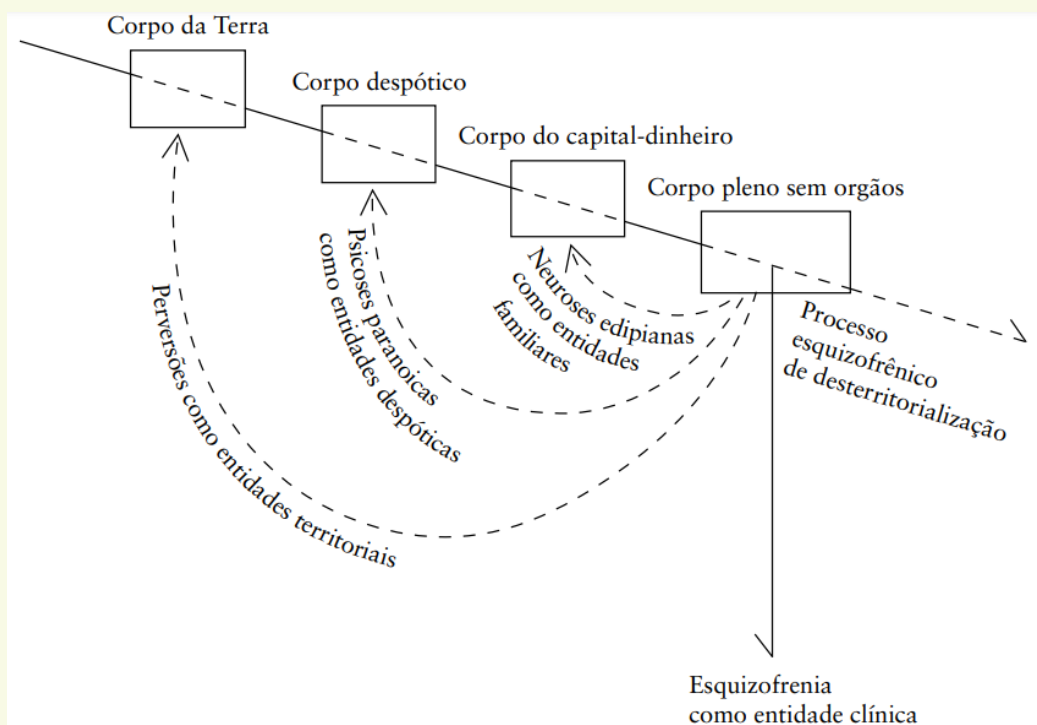 Corpo da Terra
Corpo despótico
Corpo do capital-dinheiro
Corpo pleno sem orgãos
Perversões como entidades territoriais
Psicoses paranoicas
como entidades despóticas
Neuroses edipianas
como entidades
familiares
Processo
esquizofrênico
de desterritorialização
Esquizofrenia
como entidade clínica